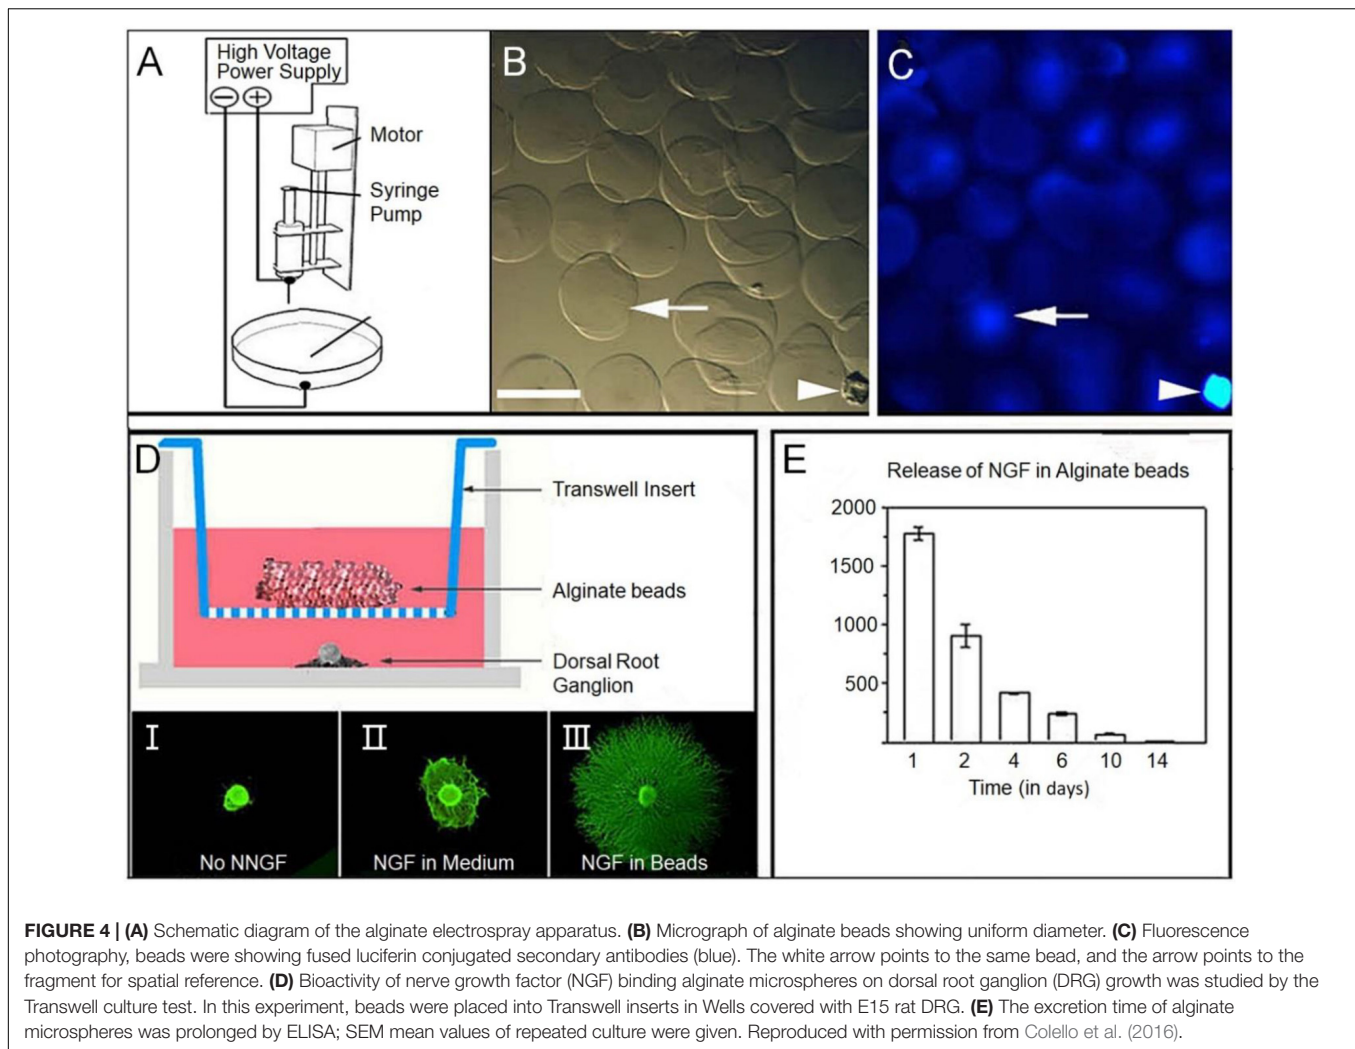 A
High Voltage
Power Supply
− +
Motor
Syringe
Pump
B
C
D
Transwell Insert
Alginate beads
Dorsal Root
Ganglion
I
No NNGF
II
NGF in Medium
III
NGF in Beads
E
Release of NGF in Alginate beads
2000
1500
1000
500
1 2 4 6 10 14
Time (in days)
FIGURE 4 | (A) Schematic diagram of the alginate electrospray apparatus. (B) Micrograph of alginate beads showing uniform diameter. (C) Fluorescence
photography, beads were showing fused luciferin conjugated secondary antibodies (blue). The white arrow points to the same bead, and the arrow points to the
fragment for spatial reference. (D) Bioactivity of nerve growth factor (NGF) binding alginate microspheres on dorsal root ganglion (DRG) growth was studied by the
Transwell culture test. In this experiment, beads were placed into Transwell inserts in Wells covered with E15 rat DRG. (E) The excretion time of alginate
microspheres was prolonged by ELISA; SEM mean values of repeated culture were given. Reproduced with permission from Colello et al. (2016).